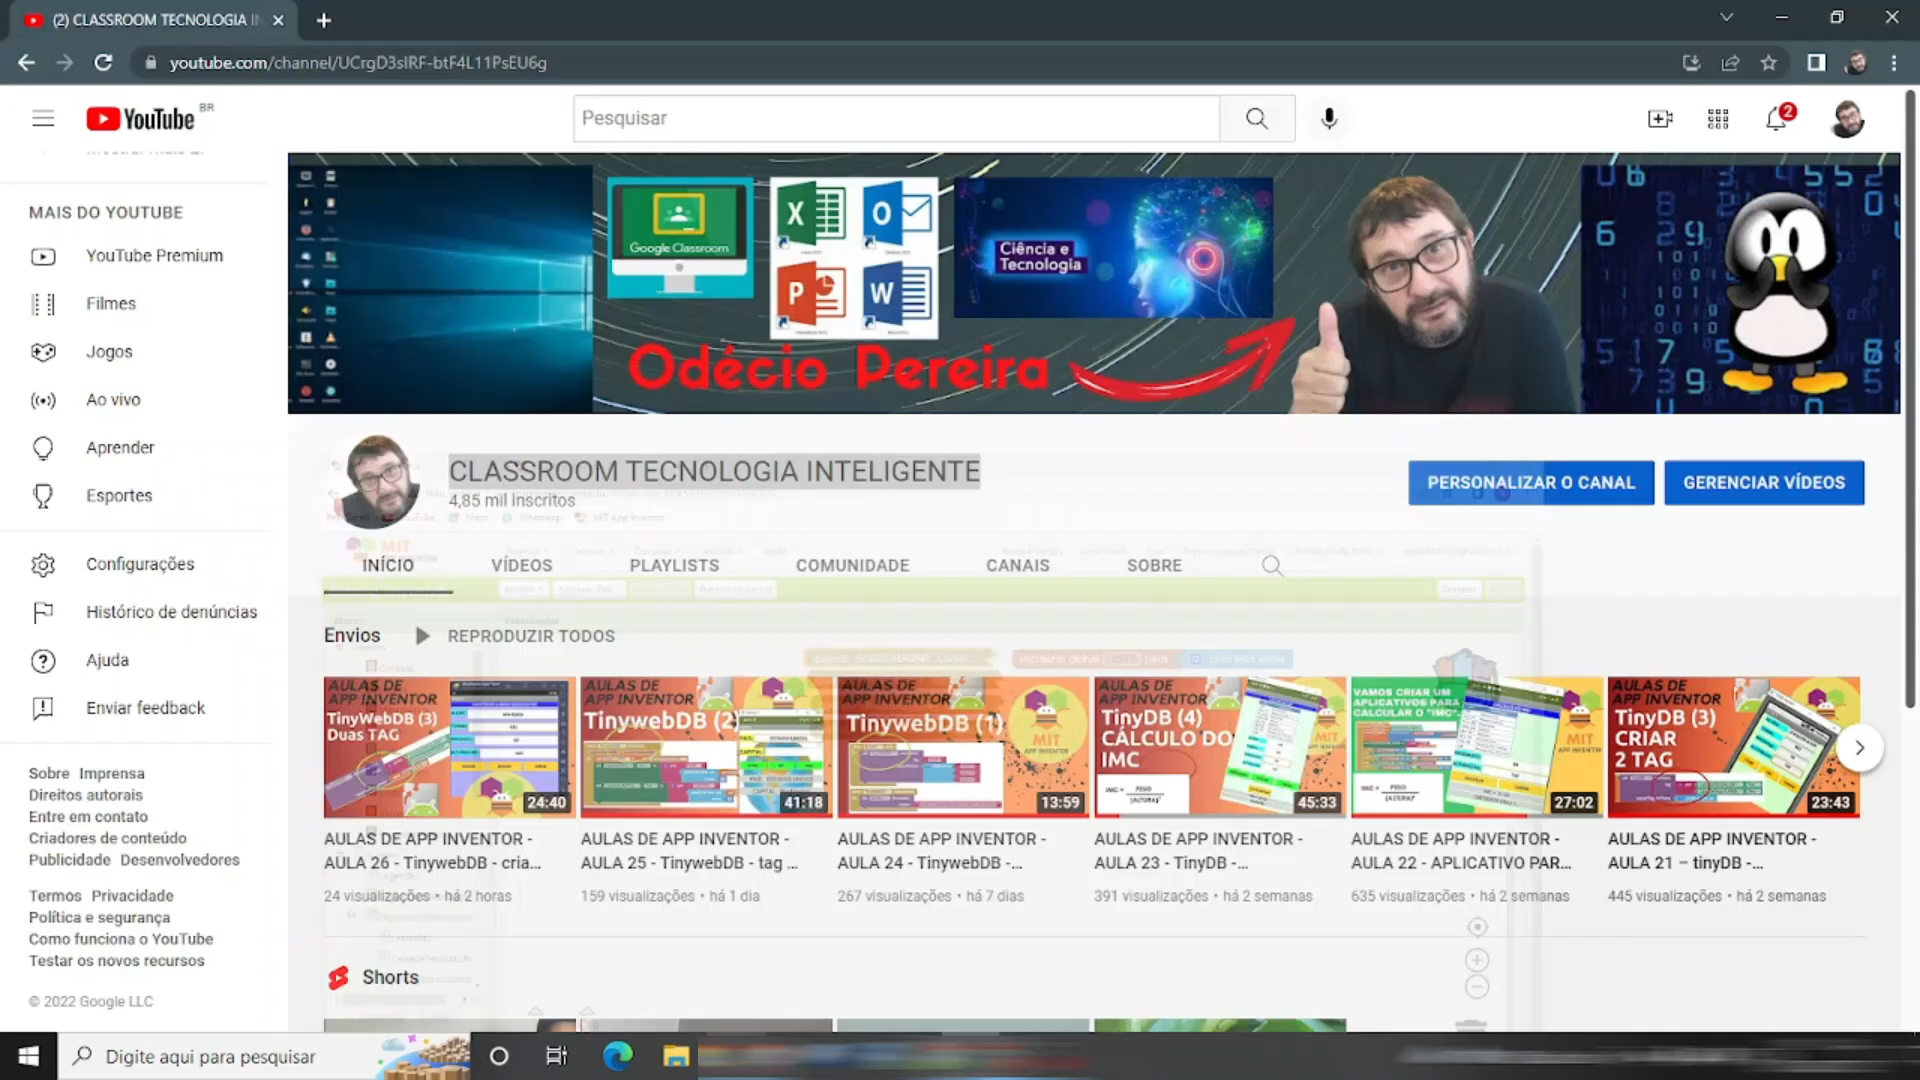 (2) CLASSROOM TECNOLOGIA IN
youtube.com/channel/UCrgD3sIRF-btF4L11PsEU6g
YouTube BR
Pesquisar
2
MAIS DO YOUTUBE
YouTube Premium
Filmes
Jogos
Ao vivo
Aprender
Esportes
Configurações
Histórico de denúncias
Ajuda
Enviar feedback
Sobre Imprensa
Direitos autorais
Entre em contato
Criadores de conteúdo
Publicidade Desenvolvedores
Termos Privacidade
Política e segurança
Como funciona o YouTube
Testar os novos recursos
© 2022 Google LLC
Google Classroom
Ciência e
Tecnologia
Odécio Pereira
CLASSROOM TECNOLOGIA INTELIGENTE
4,85 mil inscritos
PERSONALIZAR O CANAL
GERENCIAR VÍDEOS
INÍCIO VÍDEOS PLAYLISTS COMUNIDADE CANAIS SOBRE
Envios REPRODUZIR TODOS
AULAS DE
APP INVENTOR
TinyWebDB (3)
Duas TAG
24:40
AULAS DE APP INVENTOR -
AULA 26 - TinywebDB - cria...
24 visualizações • há 2 horas
AULAS DE
APP INVENTOR
TinywebDB (2)
41:18
AULAS DE APP INVENTOR -
AULA 25 - TinywebDB - tag ...
159 visualizações • há 1 dia
AULAS DE
APP INVENTOR
TinywebDB (1)
MIT
APP INVENTOR
13:59
AULAS DE APP INVENTOR -
AULA 24 - TinywebDB -...
267 visualizações • há 7 dias
AULAS DE
APP INVENTOR
TinyDB (4)
CÁLCULO DO
IMC
45:33
AULAS DE APP INVENTOR -
AULA 23 - TinyDB -...
391 visualizações • há 2 semanas
VAMOS CRIAR UM
APLICATIVOS PARA
CALCULAR O "IMC".
27:02
AULAS DE APP INVENTOR -
AULA 22 - APLICATIVO PAR...
635 visualizações • há 2 semanas
AULAS DE
APP INVENTOR
TinyDB (3)
CRIAR
2 TAG
23:43
AULAS DE APP INVENTOR -
AULA 21 – tinyDB -...
445 visualizações • há 2 semanas
Shorts
Digite aqui para pesquisar